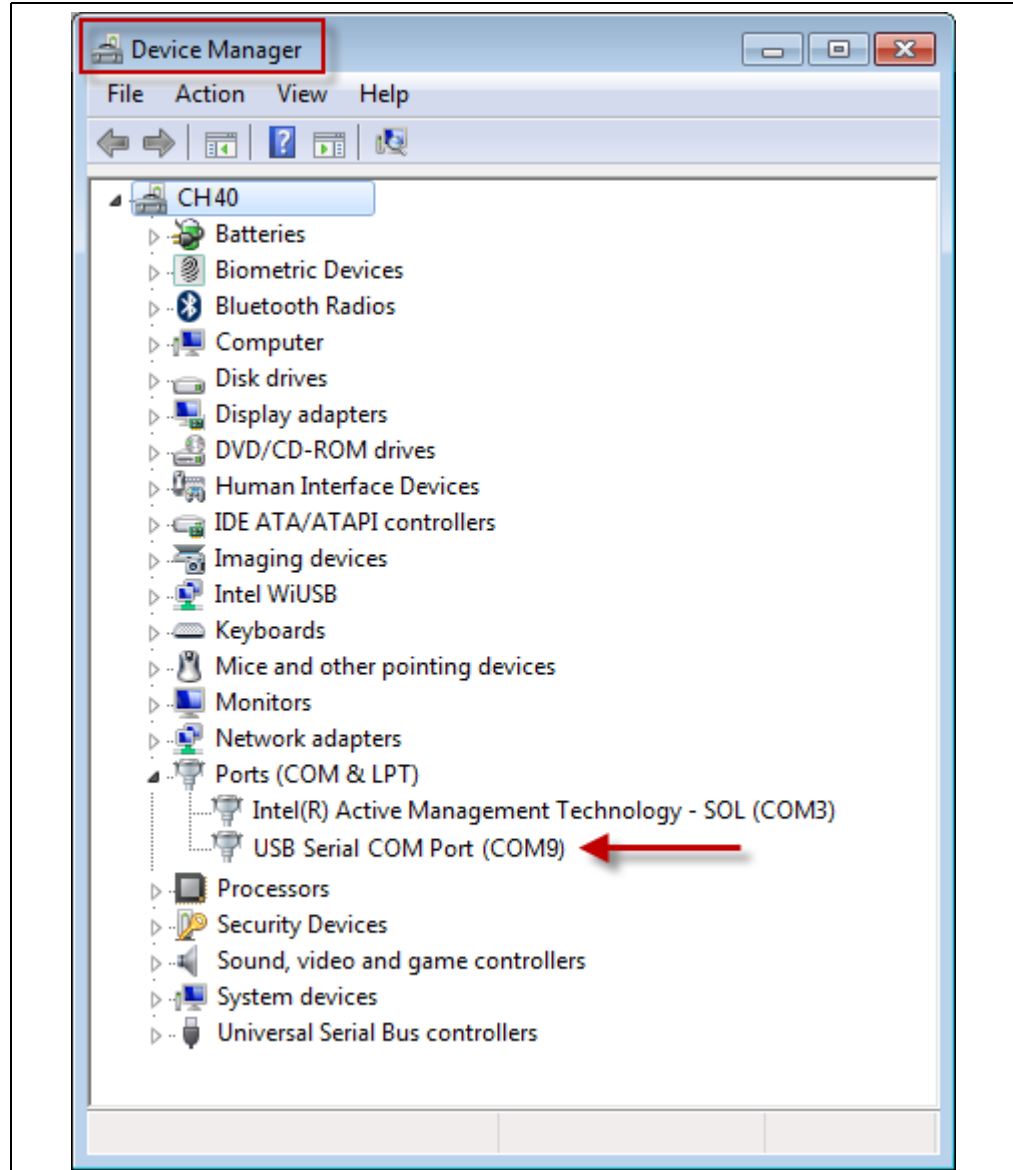 Device Manager
File Action View Help
CH40
Batteries
Biometric Devices
Bluetooth Radios
Computer
Disk drives
Display adapters
DVD/CD-ROM drives
Human Interface Devices
IDE ATA/ATAPI controllers
Imaging devices
Intel WiUSB
Keyboards
Mice and other pointing devices
Monitors
Network adapters
Ports (COM & LPT)
Intel(R) Active Management Technology - SOL (COM3)
USB Serial COM Port (COM9)
Processors
Security Devices
Sound, video and game controllers
System devices
Universal Serial Bus controllers